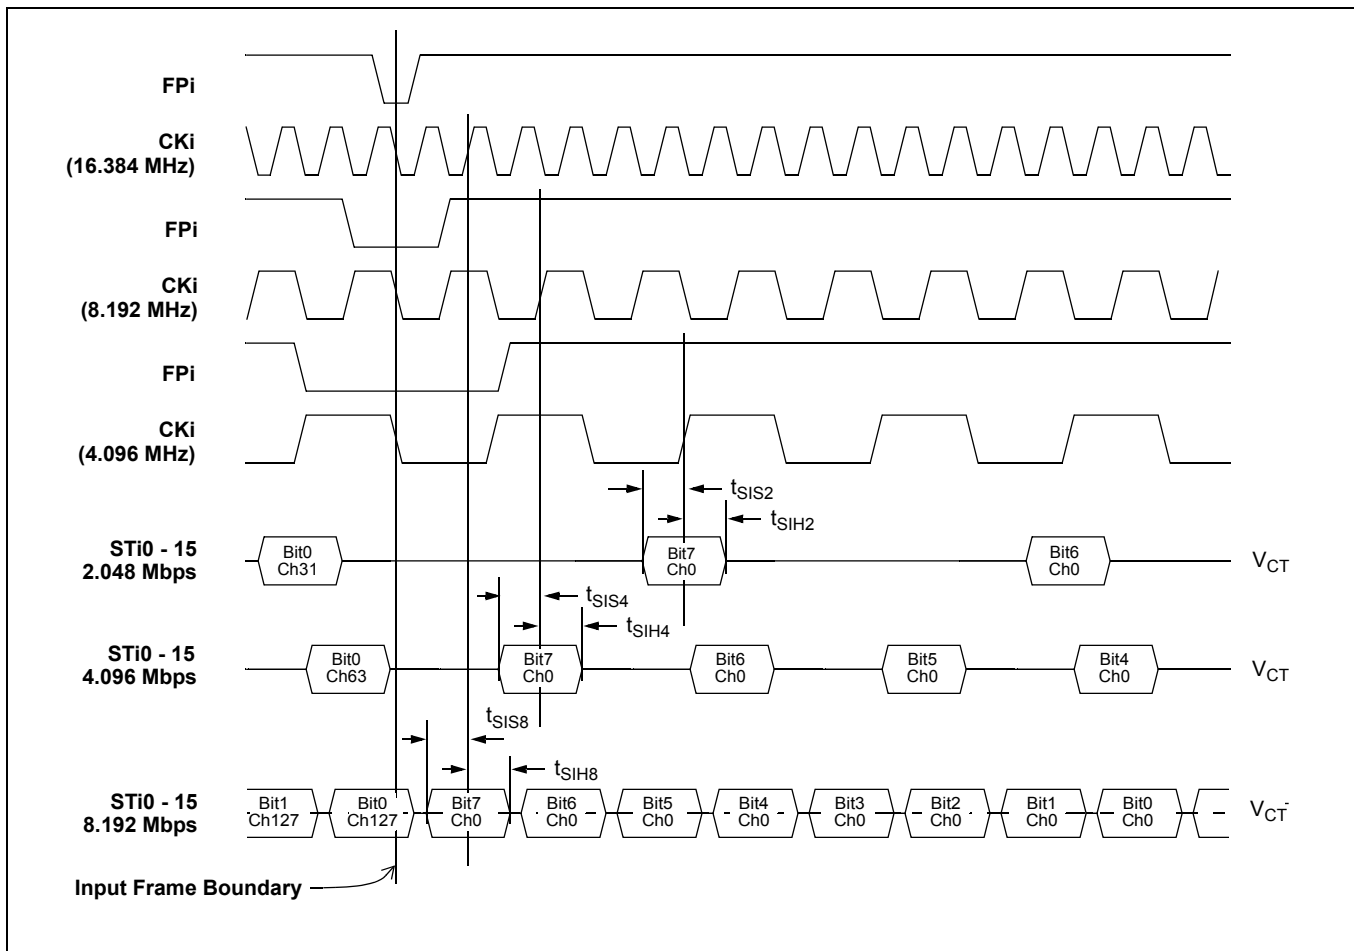 FPi
CKi
(16.384 MHz)
FPi
CKi
(8.192 MHz)
FPi
CKi
(4.096 MHz)
tSIS2
tSIH2
STi0 - 15
2.048 Mbps
Bit0
Ch31
Bit7
Ch0
Bit6
Ch0
VCT
tSIS4
tSIH4
STi0 - 15
4.096 Mbps
Bit0
Ch63
Bit7
Ch0
Bit6
Ch0
Bit5
Ch0
Bit4
Ch0
VCT
tSIS8
tSIH8
STi0 - 15
8.192 Mbps
Bit1
Ch127
Bit0
Ch127
Bit7
Ch0
Bit6
Ch0
Bit5
Ch0
Bit4
Ch0
Bit3
Ch0
Bit2
Ch0
Bit1
Ch0
Bit0
Ch0
VCT
Input Frame Boundary